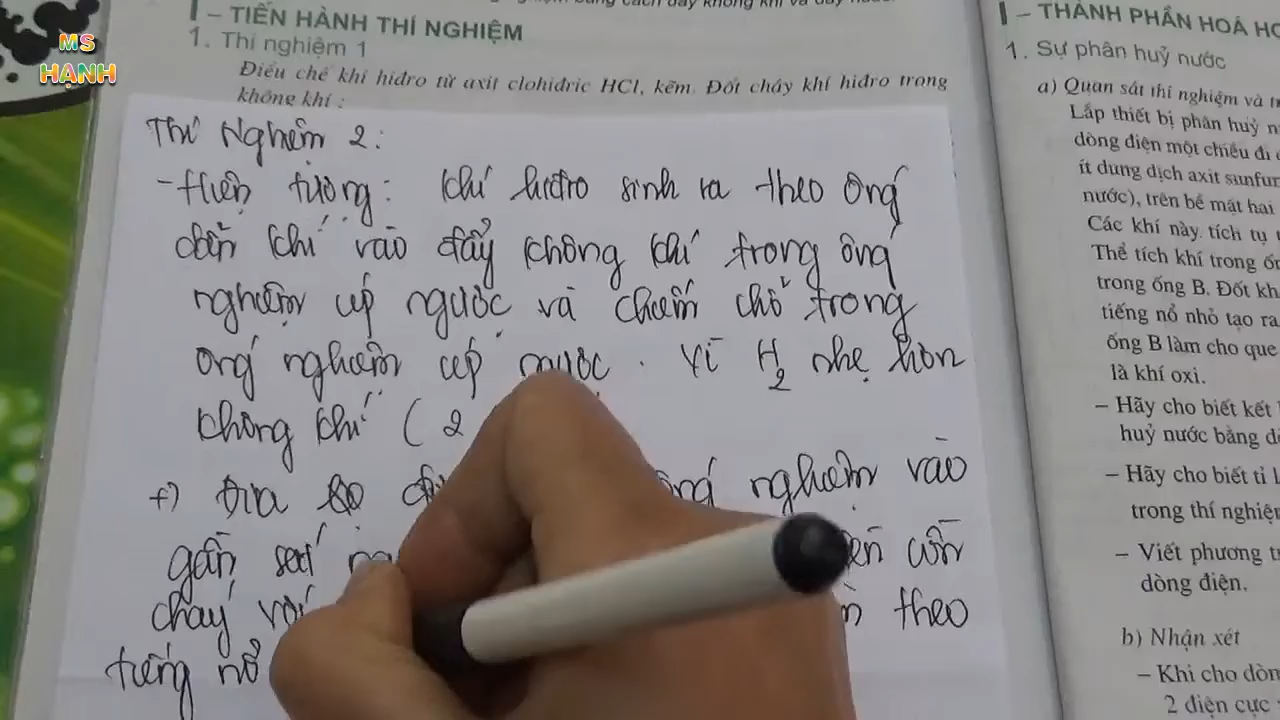 MS
HẠNH
I – TIẾN HÀNH THÍ NGHIỆM
1. Thí nghiệm 1
Điều chế khí hiđro từ axit clohiđric HCl, kẽm. Đốt cháy khí hiđro trong
không khí :
Thí Nghiệm 2:
- Hiện tượng: khí hiđro sinh ra theo ống
dẫn khí vào đẩy không khí trong ống
nghiệm úp ngược và chiếm chỗ trong
ống nghiệm úp ngược. Vì H2 nhẹ hơn
không khí ( 2
+) Đưa ống nghiệm vào
gần sát
cháy với theo
tiếng nổ
I – THÀNH PHẦN HOÁ
1. Sự phân huỷ nước
a) Quan sát thí nghiệm và
Lắp thiết bị phân huỷ
dòng điện một chiều đi
ít dung dịch axit
nước), trên bề mặt hai
Các khí này tích tụ
Thể tích khí trong
trong ống B. Đốt
tiếng nổ nhỏ tạo ra
ống B làm cho que
là khí oxi.
– Hãy cho biết kết
huỷ nước bằng
– Hãy cho biết tỉ
trong thí
– Viết phương
dòng điện.
b) Nhận xét
– Khi cho
2 điện cực